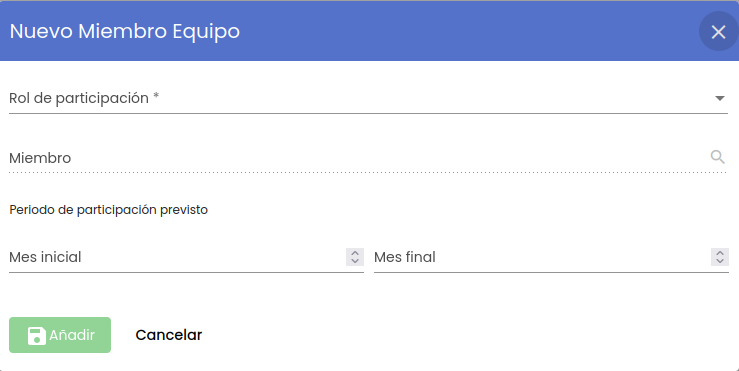 Nuevo Miembro Equipo
Rol de participación *
Miembro
Periodo de participación previsto
Mes inicial Mes final
Añadir Cancelar